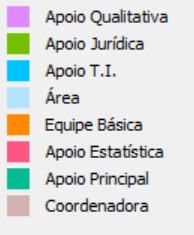 Apoio Qualitativa
Apoio Jurídica
Apoio T.I.
Área
Equipe Básica
Apoio Estatística
Apoio Principal
Coordenadora